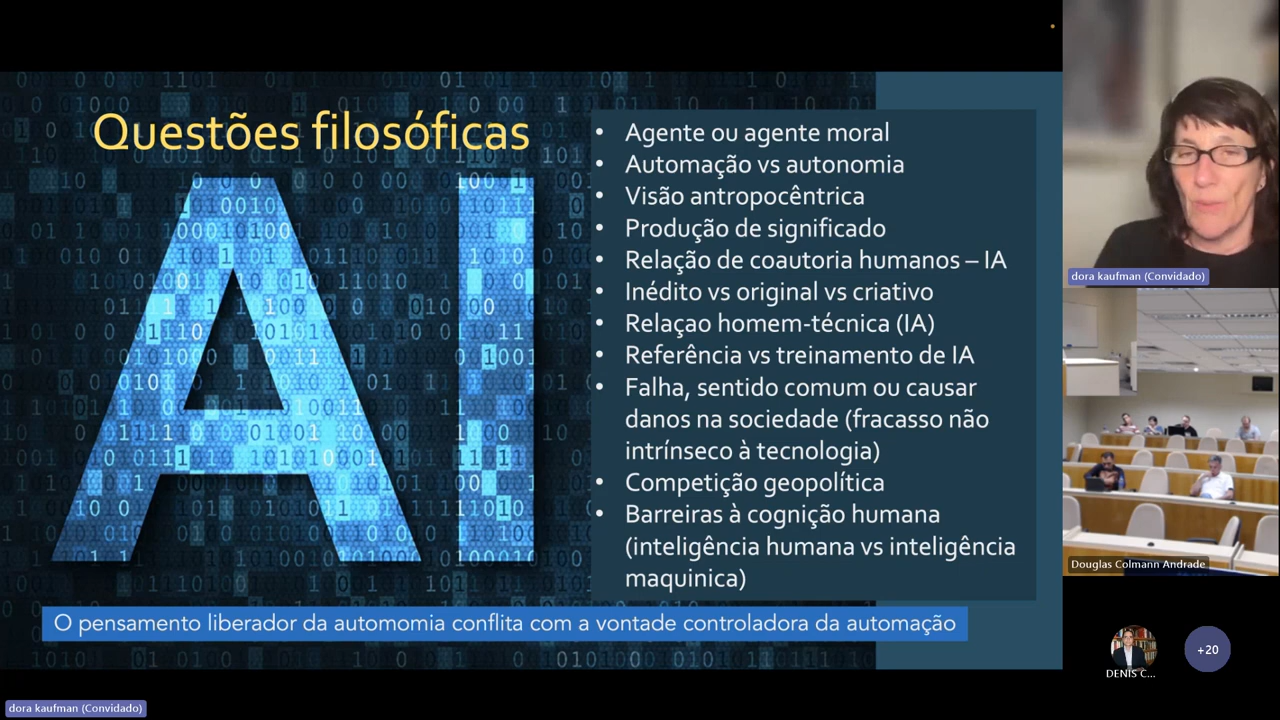 Questões filosóficas
AI
• Agente ou agente moral
• Automação vs autonomia
• Visão antropocêntrica
• Produção de significado
• Relação de coautoria humanos – IA
• Inédito vs original vs criativo
• Relaçao homem-técnica (IA)
• Referência vs treinamento de IA
• Falha, sentido comum ou causar
danos na sociedade (fracasso não
intrínseco à tecnologia)
• Competição geopolítica
• Barreiras à cognição humana
(inteligência humana vs inteligência
maquinica)
O pensamento liberador da automomia conflita com a vontade controladora da automação
dora kaufman (Convidado)
dora kaufman (Convidado)
Douglas Colmann Andrade
DENIS C...
+20